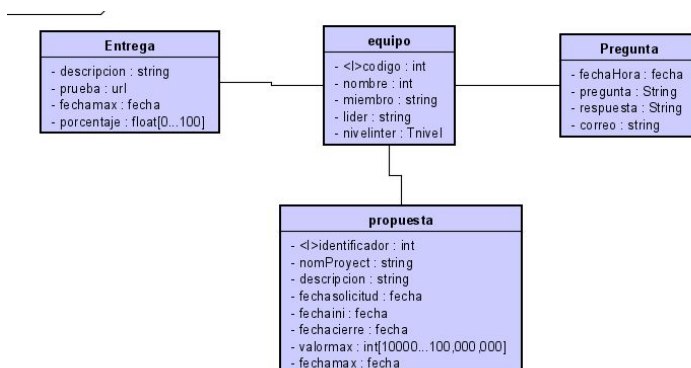 Entrega
- descripcion : string
- prueba : url
- fechamax : fecha
- porcentaje : float[0...100]
equipo
- <I>codigo : int
- nombre : int
- miembro : string
- lider : string
- nivelinter : Tnivel
Pregunta
- fechaHora : fecha
- pregunta : String
- respuesta : String
- correo : string
propuesta
- <I>identificador : int
- nomProyect : string
- descripcion : string
- fechasolicitud : fecha
- fechaini : fecha
- fechacierre : fecha
- valormax : int[10000...100,000,000]
- fechamax : fecha